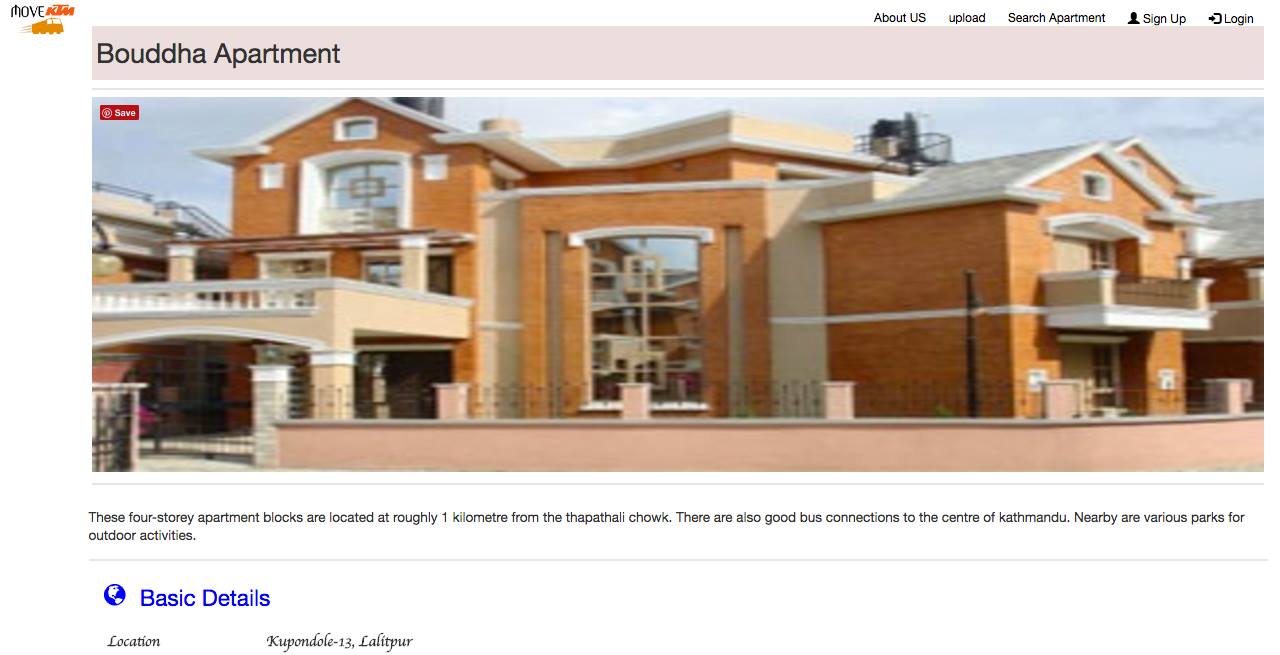 MOVE KTM
About US upload Search Apartment Sign Up Login
Bouddha Apartment
Save
These four-storey apartment blocks are located at roughly 1 kilometre from the thapathali chowk. There are also good bus connections to the centre of kathmandu. Nearby are various parks for
outdoor activities.
Basic Details
Location Kupondole-13, Lalitpur